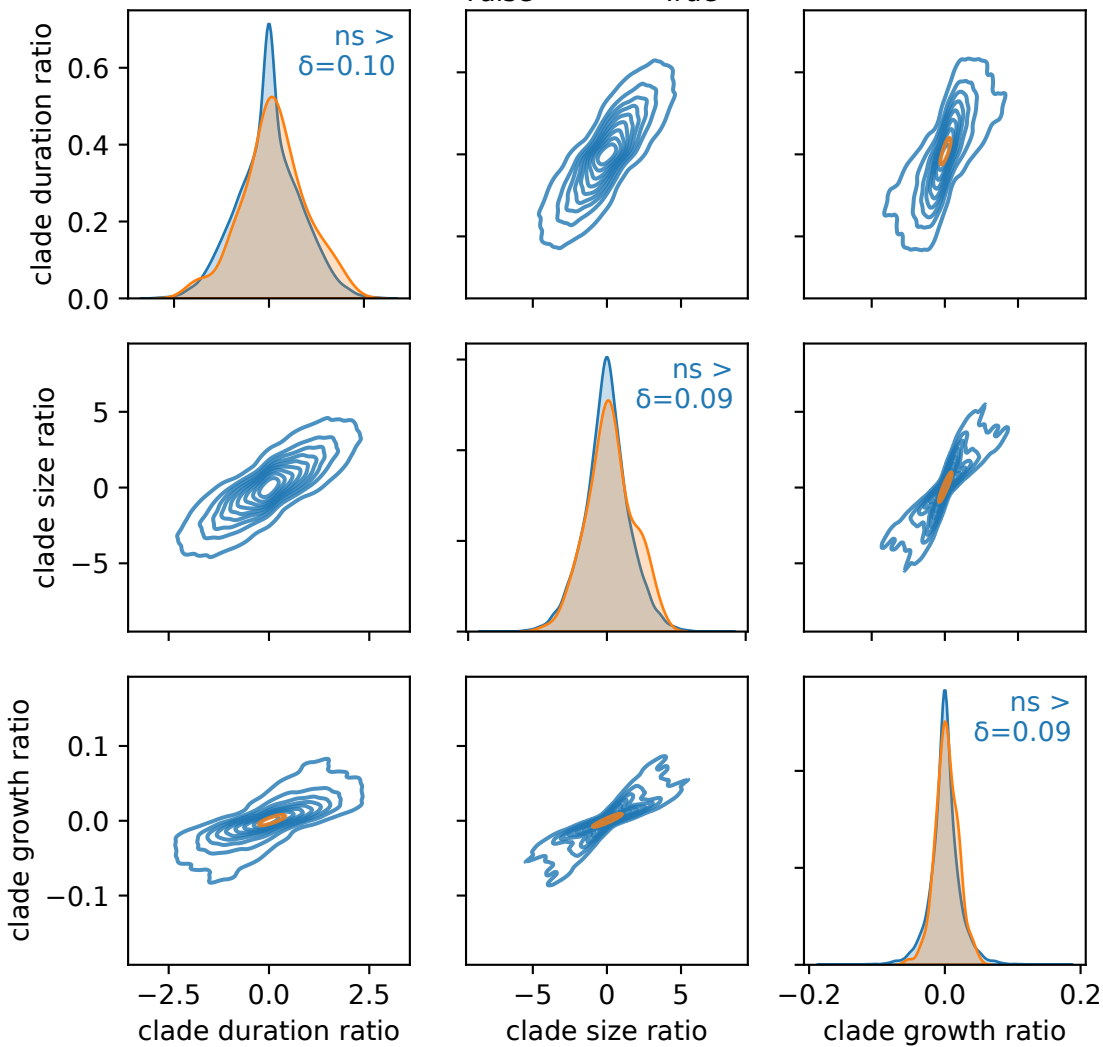 clade duration ratio
0.6
0.4
0.2
0.0
ns >
δ=0.10
clade size ratio
5
0
−5
ns >
δ=0.09
clade growth ratio
0.1
0.0
−0.1
ns >
δ=0.09
−2.5 0.0 2.5
−5 0 5
−0.2 0.0 0.2
clade duration ratio
clade size ratio
clade growth ratio